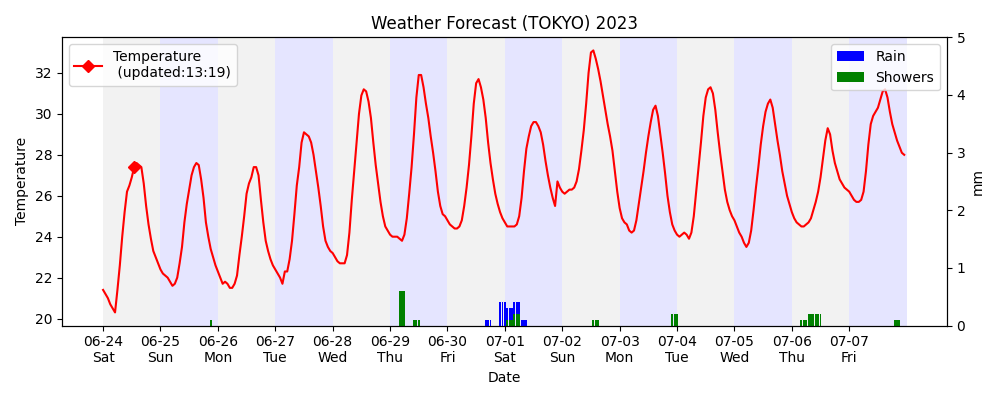 Weather Forecast (TOKYO) 2023
Temperature
(updated:13:19)
Rain
Showers
Temperature
32
30
28
26
24
22
20
5
4
3
2
1
0
mm
06-24 06-25 06-26 06-27 06-28 06-29 06-30 07-01 07-02 07-03 07-04 07-05 07-06 07-07
Sat Sun Mon Tue Wed Thu Fri Sat Sun Mon Tue Wed Thu Fri
Date